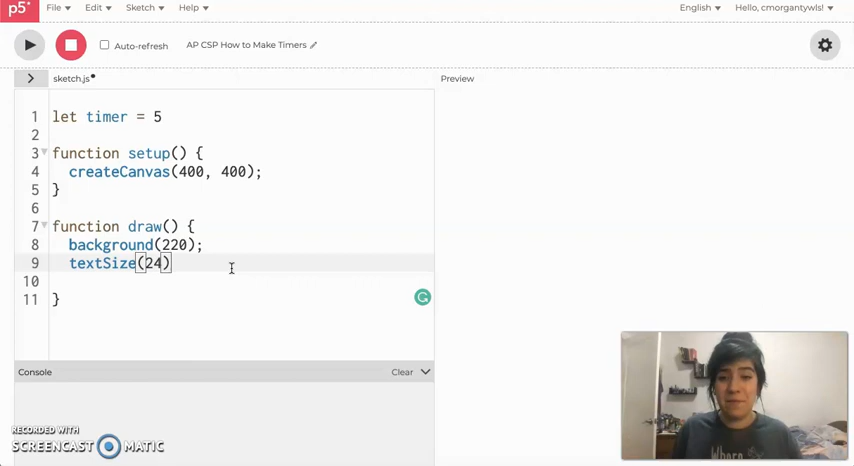 p5* File Edit Sketch Help English Hello, cmorgantywls!
Auto-refresh AP CSP How to Make Timers
sketch.js Preview
1 let timer = 5
2
3 function setup() {
4 createCanvas(400, 400);
5 }
6
7 function draw() {
8 background(220);
9 textSize(24)
10
11 }
Console Clear
RECORDED WITH
SCREENCAST MATIC
Where